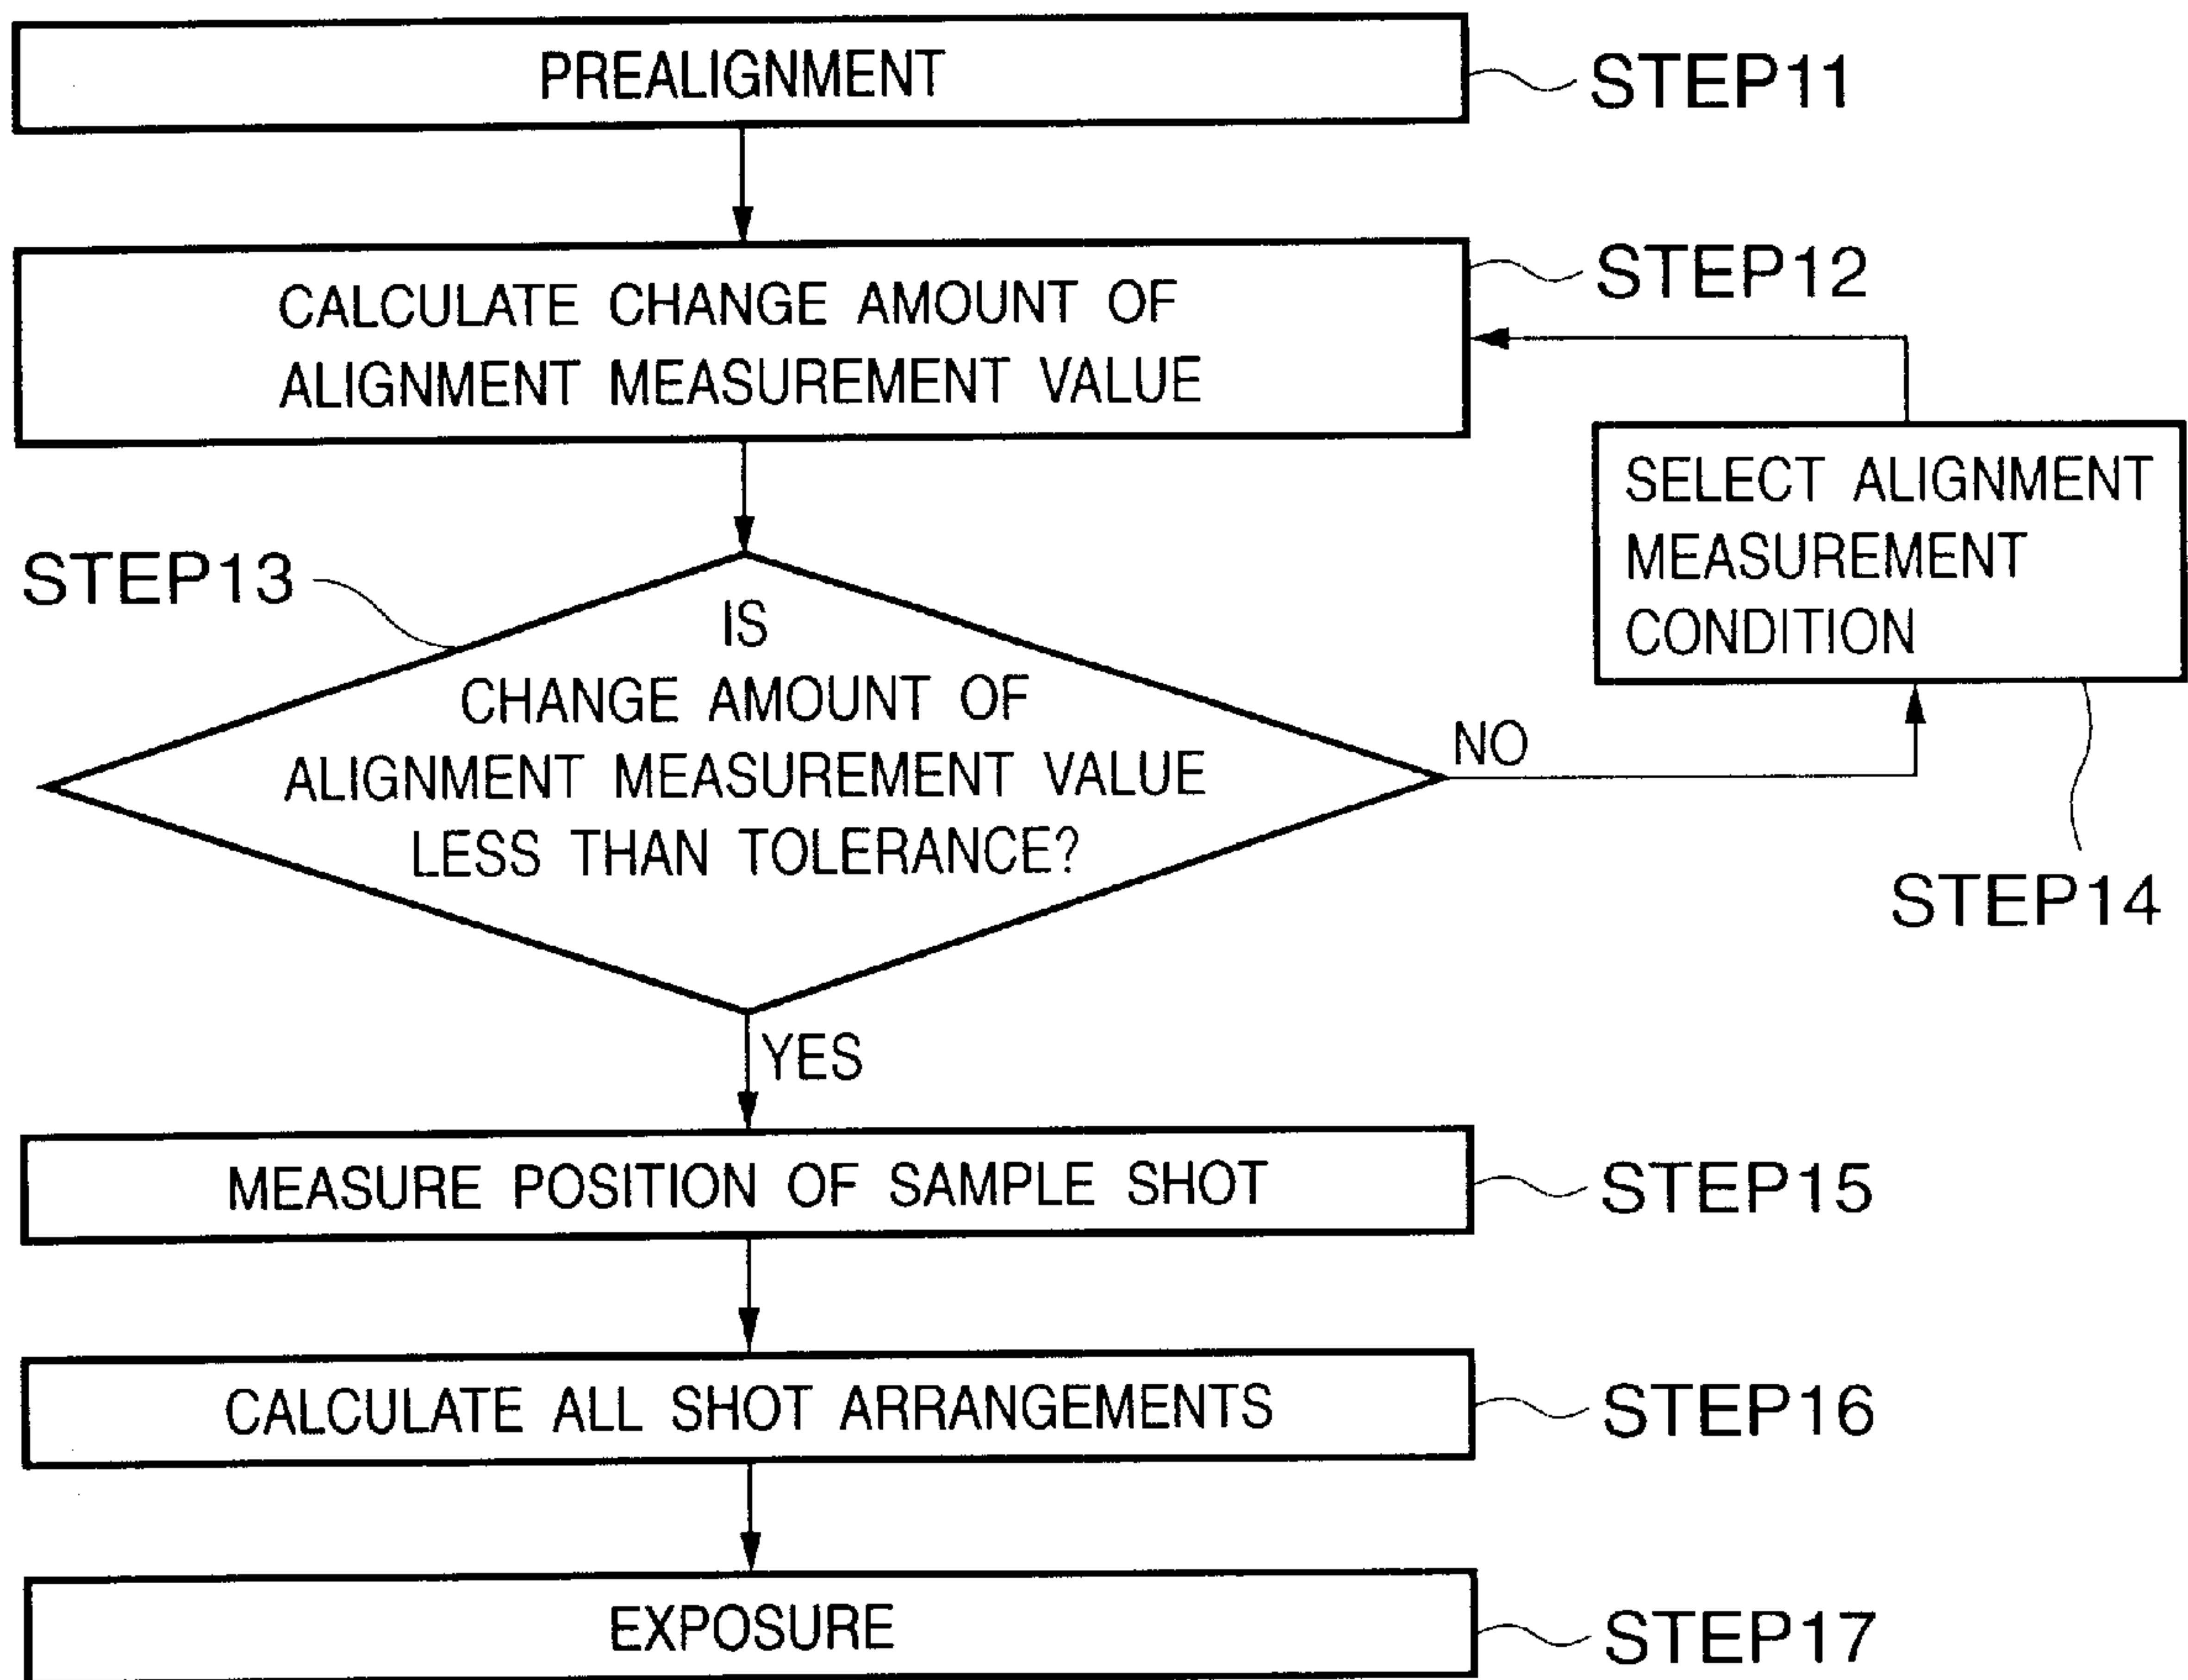 PREALIGNMENT
STEP11
CALCULATE CHANGE AMOUNT OF
ALIGNMENT MEASUREMENT VALUE
STEP12
STEP13
IS
CHANGE AMOUNT OF
ALIGNMENT MEASUREMENT VALUE
LESS THAN TOLERANCE?
NO
SELECT ALIGNMENT
MEASUREMENT
CONDITION
STEP14
YES
MEASURE POSITION OF SAMPLE SHOT
STEP15
CALCULATE ALL SHOT ARRANGEMENTS
STEP16
EXPOSURE
STEP17